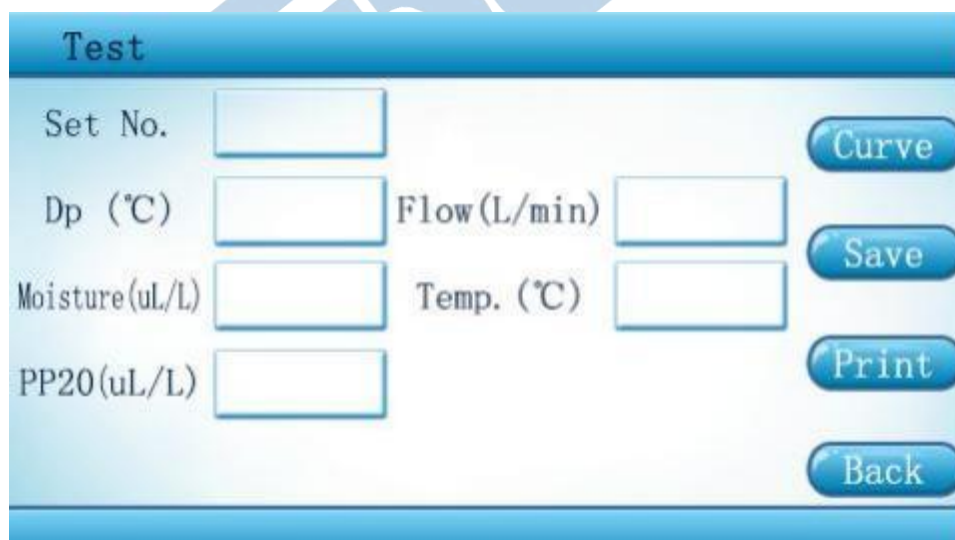 Test
Set No.
Curve
Dp (℃)
Flow(L/min)
Save
Moisture(uL/L)
Temp.(℃)
Print
PP20(uL/L)
Back